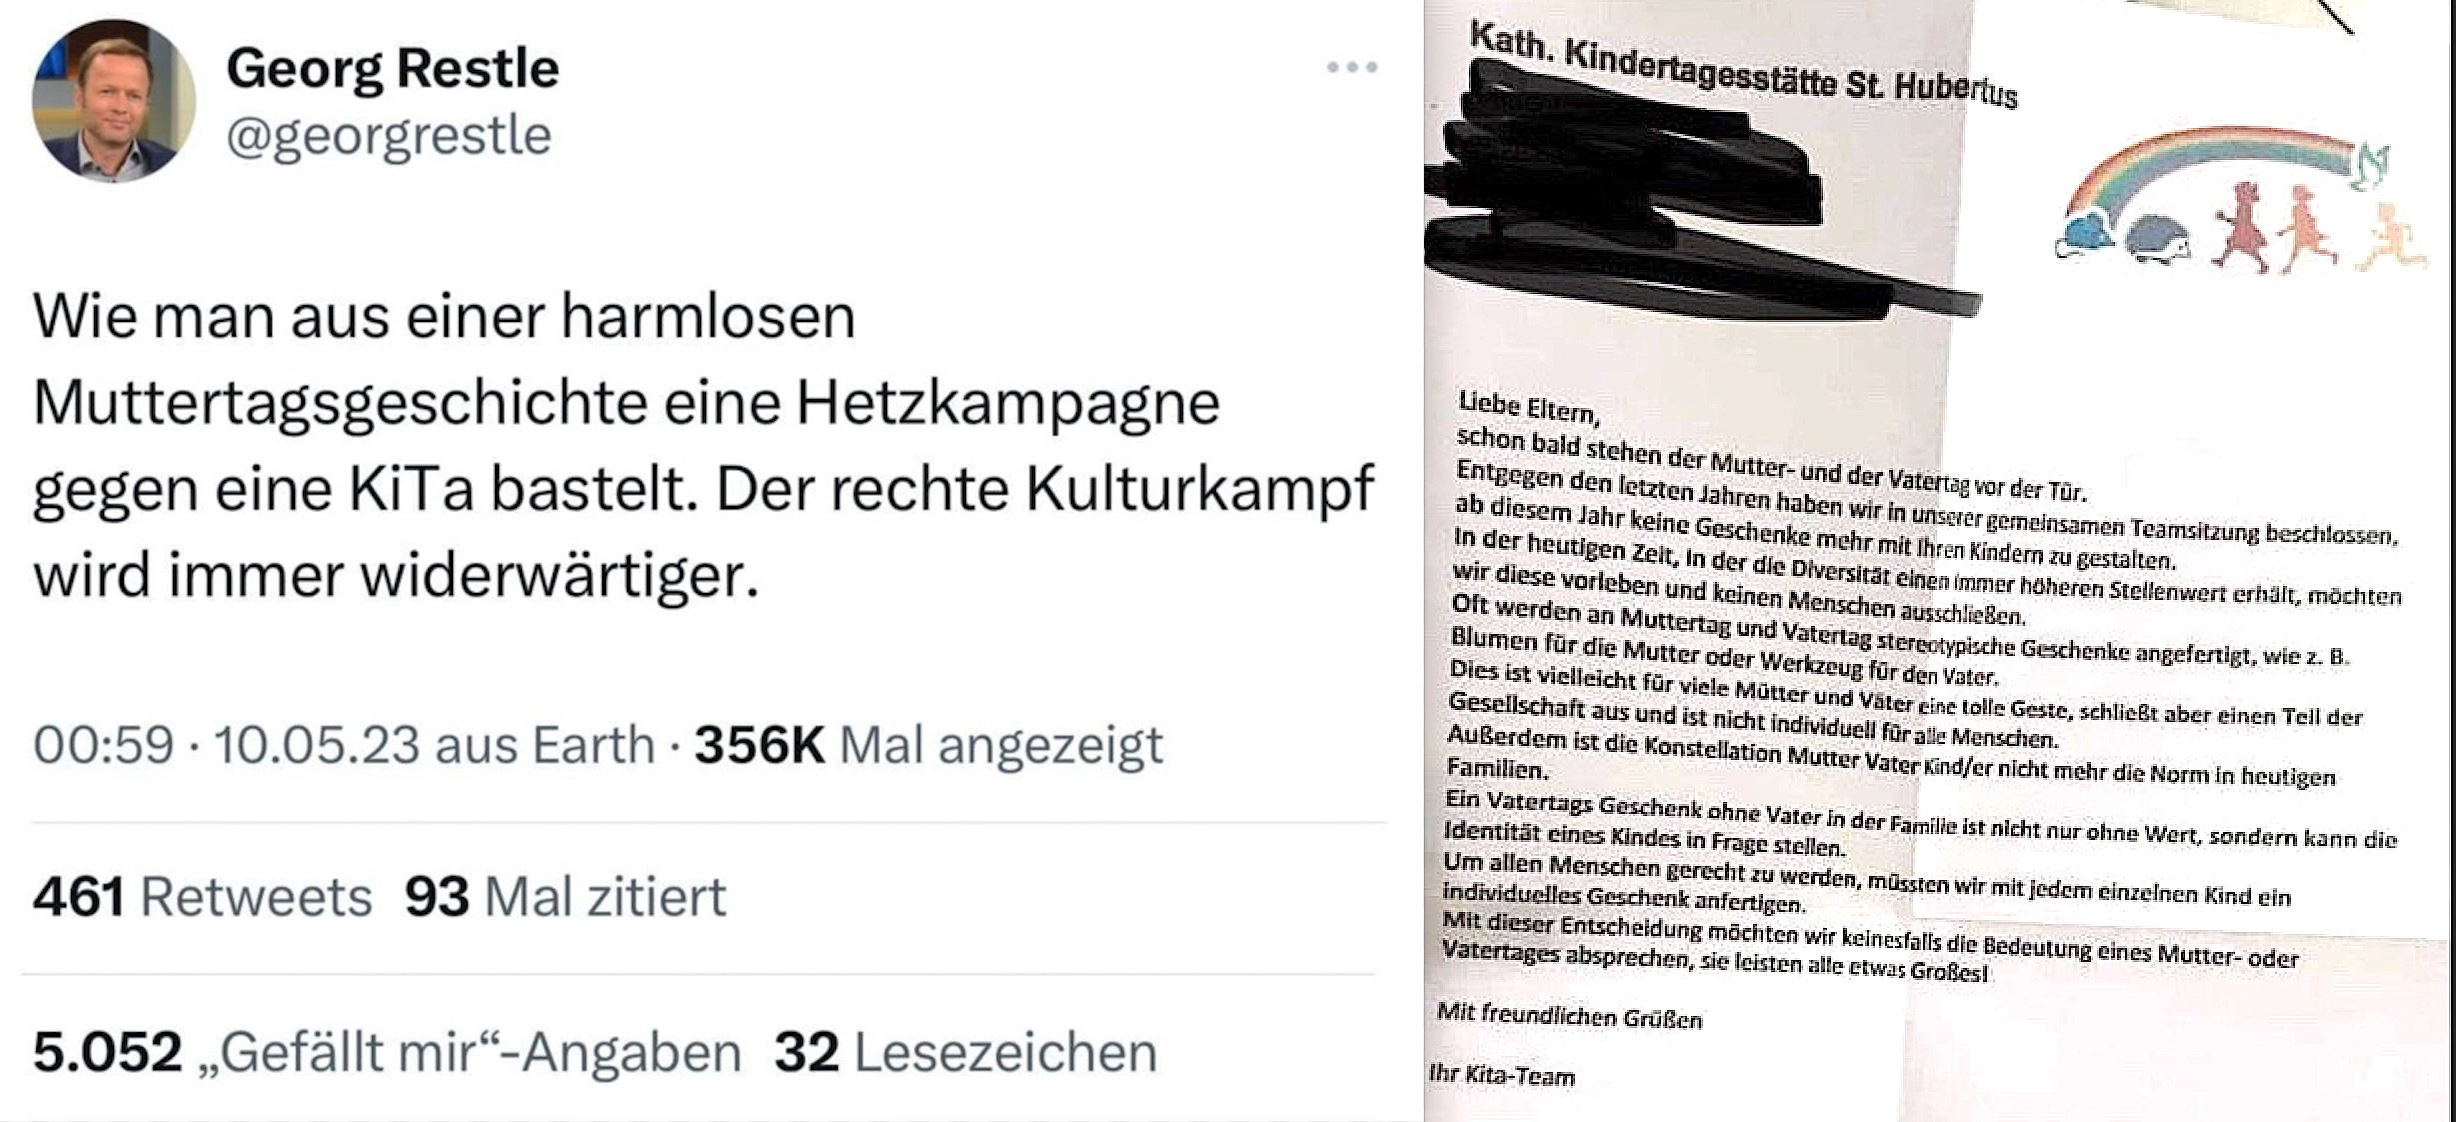 Georg Restle
@georgrestle
Wie man aus einer harmlosen
Muttertagsgeschichte eine Hetzkampagne
gegen eine KiTa bastelt. Der rechte Kulturkampf
wird immer widerwärtiger.
00:59 · 10.05.23 aus Earth · 356K Mal angezeigt
461 Retweets 93 Mal zitiert
5.052 „Gefällt mir“-Angaben 32 Lesezeichen
Kath. Kindertagesstätte St. Hubertus
Liebe Eltern,
schon bald stehen der Mutter- und der Vatertag vor der Tür.
Entgegen den letzten Jahren haben wir in unserer gemeinsamen Teamsitzung beschlossen,
ab diesem Jahr keine Geschenke mehr mit Ihren Kindern zu gestalten.
In der heutigen Zeit, in der die Diversität einen immer höheren Stellenwert erhält, möchten
wir diese vorleben und keinen Menschen ausschließen.
Oft werden an Muttertag und Vatertag stereotypische Geschenke angefertigt, wie z. B.
Blumen für die Mutter oder Werkzeug für den Vater.
Dies ist vielleicht für viele Mütter und Väter eine tolle Geste, schließt aber einen Teil der
Gesellschaft aus und ist nicht individuell für alle Menschen.
Außerdem ist die Konstellation Mutter Vater Kind/er nicht mehr die Norm in heutigen
Familien.
Ein Vatertags Geschenk ohne Vater in der Familie ist nicht nur ohne Wert, sondern kann die
Identität eines Kindes in Frage stellen.
Um allen Menschen gerecht zu werden, müssten wir mit jedem einzelnen Kind ein
individuelles Geschenk anfertigen.
Mit dieser Entscheidung möchten wir keinesfalls die Bedeutung eines Mutter- oder
Vatertages absprechen, sie leisten alle etwas Großes!
Mit freundlichen Grüßen
Ihr Kita-Team